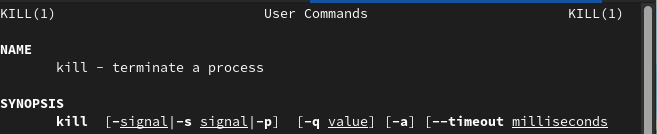 KILL(1) User Commands KILL(1)
NAME
kill - terminate a process
SYNOPSIS
kill [-signal|-s signal|-p] [-q value] [-a] [--timeout milliseconds